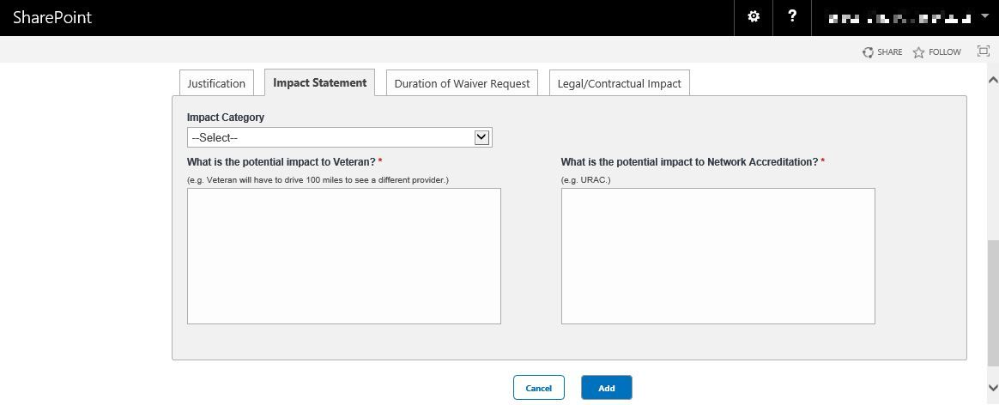 SharePoint
?
SHARE
FOLLOW
Justification
Impact Statement
Duration of Waiver Request
Legal/Contractual Impact
Impact Category
--Select--
What is the potential impact to Veteran? *
(e.g. Veteran will have to drive 100 miles to see a different provider.)
What is the potential impact to Network Accreditation? *
(e.g. URAC.)
Cancel
Add